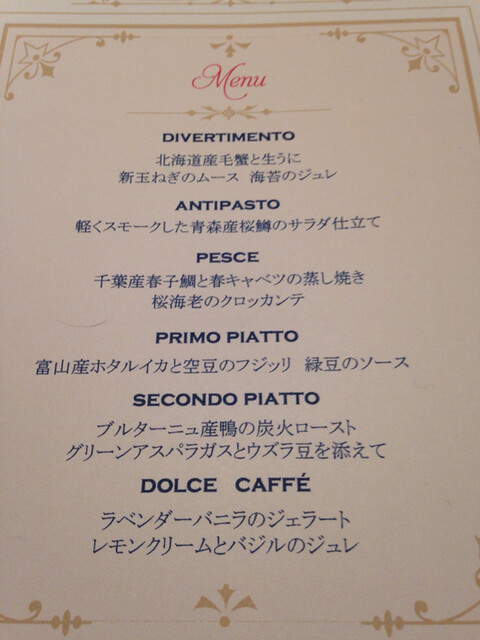 Menu
DIVERTIMENTO
北海道産毛蟹と生うに
新玉ねぎのムース 海苔のジュレ
ANTIPASTO
軽くスモークした青森産桜鱒のサラダ仕立て
PESCE
千葉産春子鯛と春キャベツの蒸し焼き
桜海老のクロッカンテ
PRIMO PIATTO
富山産ホタルイカと空豆のフジッリ 緑豆のソース
SECONDO PIATTO
ブルターニュ産鴨の炭火ロースト
グリーンアスパラガスとウズラ豆を添えて
DOLCE CAFFÉ
ラベンダーバニラのジェラート
レモンクリームとバジルのジュレ